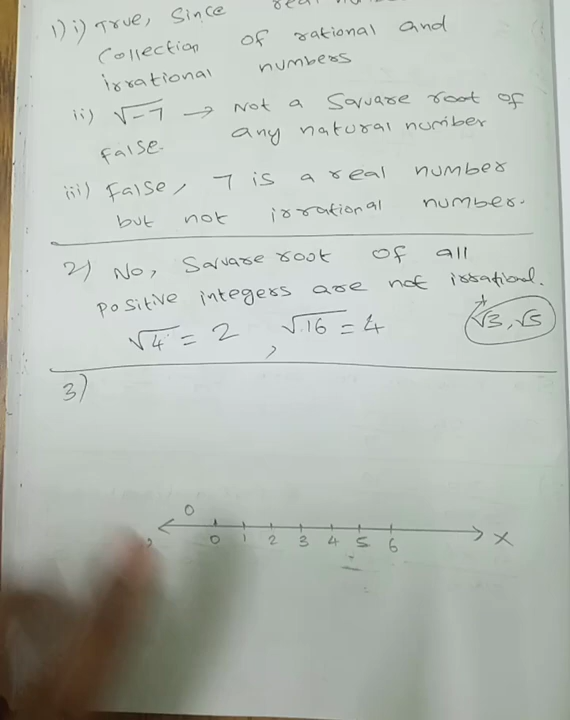 1) i) True, Since real
Collection of rational and
irrational numbers
ii) √-7 → Not a Square root of
any natural number
false.
iii) false, 7 is a real number
but not irrational number.
2) No, Square root of all
positive integers are not irrational.
√4 = 2 , √16 = 4 √3, √5
3)
0
0 1 2 3 4 5 6 X